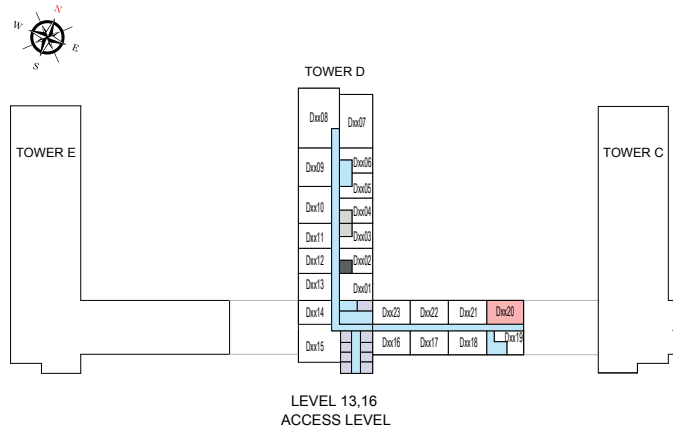 N
W
E
S
TOWER D
TOWER E
TOWER C
Dxx08
Dxx07
Dxx09
Dxx06
Dxx05
Dxx10
Dxx04
Dxx11
Dxx03
Dxx12
Dxx02
Dxx13
Dxx01
Dxx14
Dxx23
Dxx22
Dxx21
Dxx20
Dxx15
Dxx16
Dxx17
Dxx18
Dxx19
LEVEL 13,16
ACCESS LEVEL